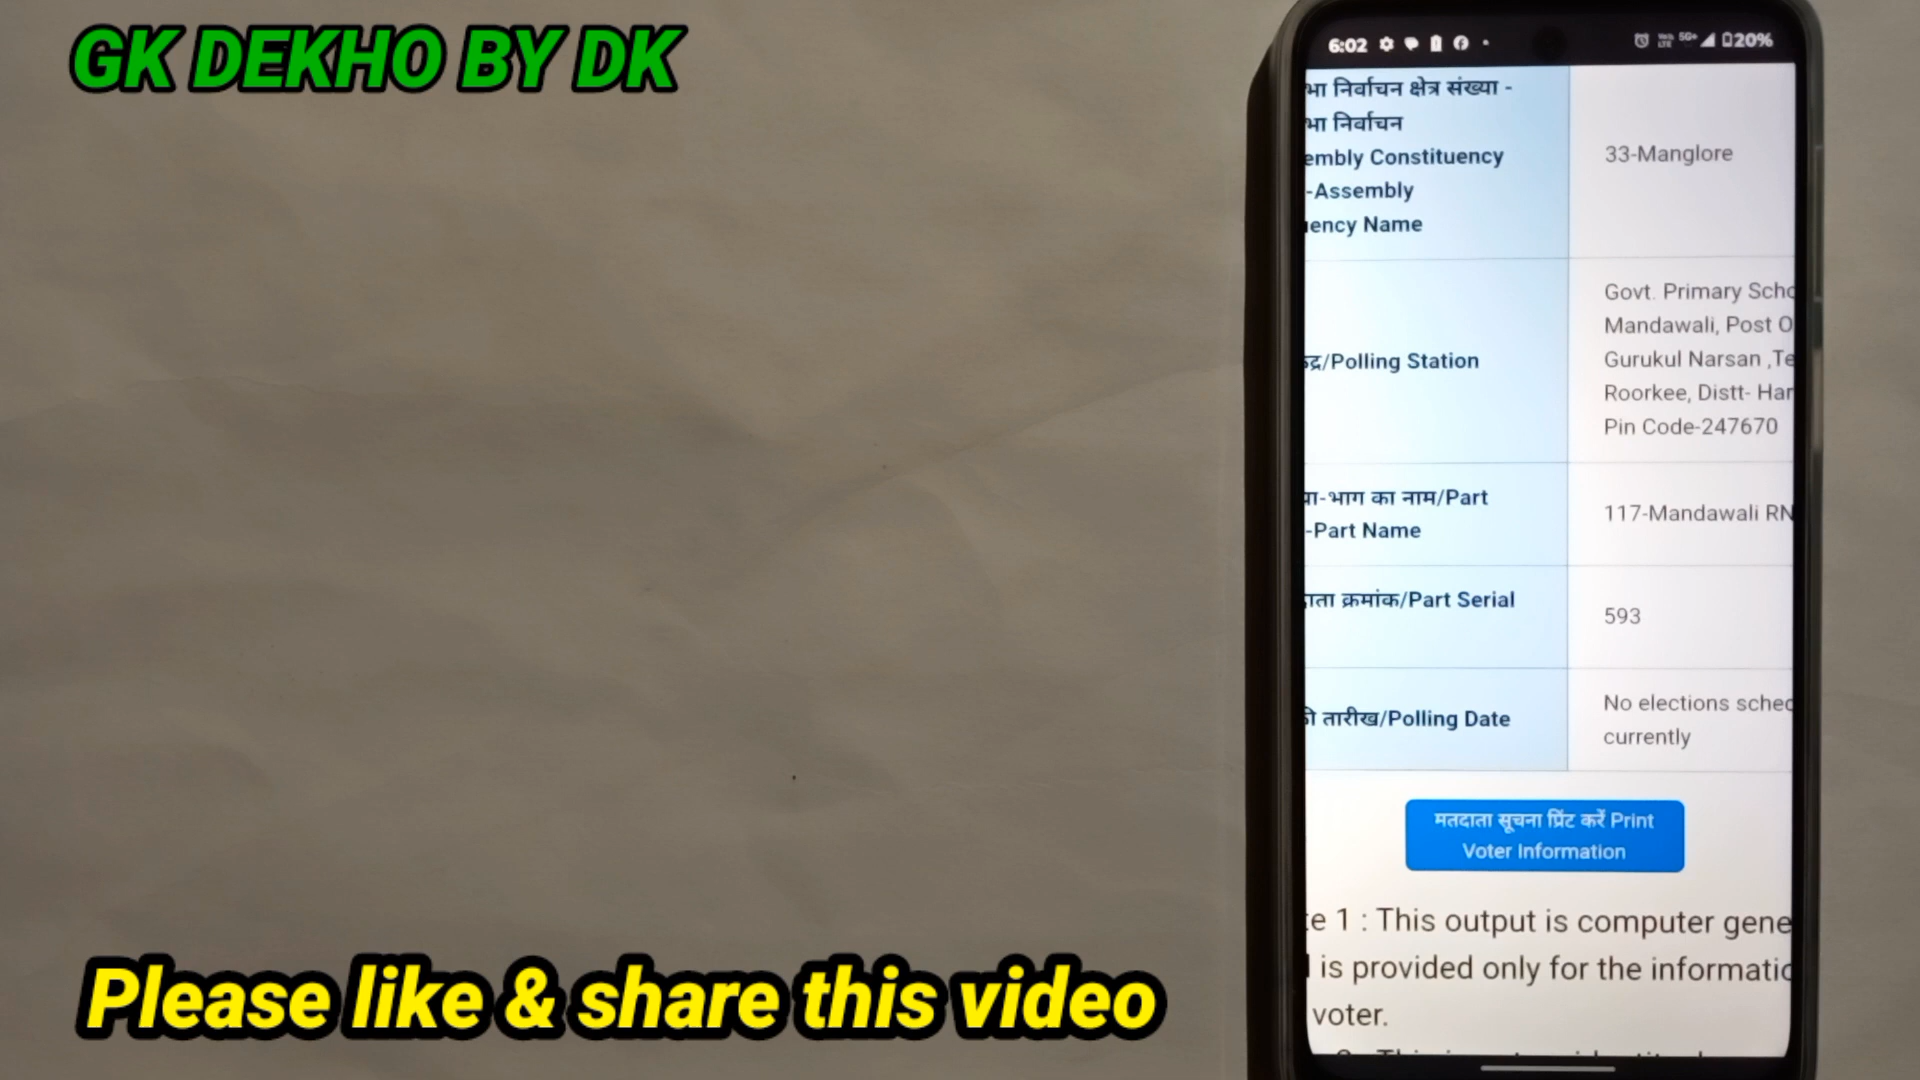 GK DEKHO BY DK
6:02
5G+ 20%
भा निर्वाचन क्षेत्र संख्या -
भा निर्वाचन
embly Constituency
-Assembly
ency Name
33-Manglore
/Polling Station
Govt. Primary Scho
Mandawali, Post O
Gurukul Narsan ,Te
Roorkee, Distt- Har
Pin Code-247670
-भाग का नाम/Part
-Part Name
117-Mandawali RN
ाता क्रमांक/Part Serial
593
तारीख/Polling Date
No elections sched
currently
मतदाता सूचना प्रिंट करें Print
Voter Information
te 1 : This output is computer gene
is provided only for the informatio
voter.
Please like & share this video